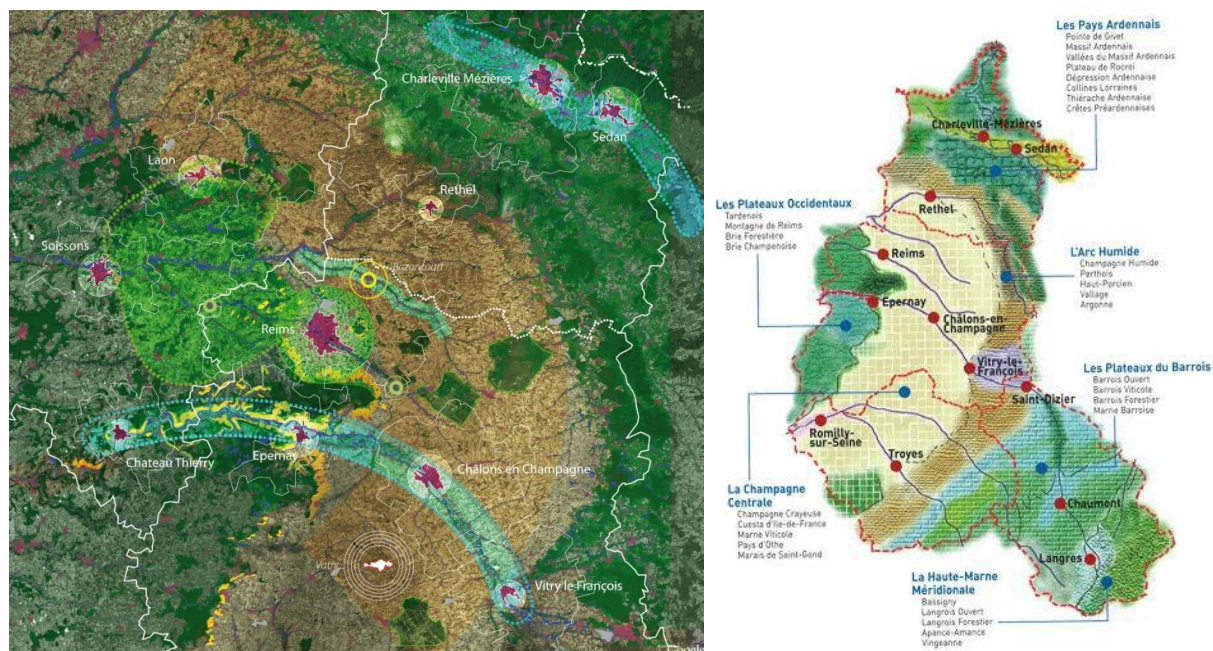 Charleville Mézières
Sedan
Laon
Rethel
Soissons
Bazancourt
Reims
Chateau Thierry
Epernay
Châlons en Champagne
Vatry
Vitry le François
Les Pays Ardennais
Pointe de Givet
Massif Ardennais
Vallées du Massif Ardennais
Plateau de Rocroi
Dépression Ardennaise
Collines Lorraines
Thiérache Ardennaise
Crêtes Préardennaises
Charleville-Mézières
Sedan
Les Plateaux Occidentaux
Tardenois
Montagne de Reims
Brie Forestière
Brie Champenoise
Rethel
Reims
L'Arc Humide
Champagne Humide
Perthois
Haut-Porcien
Vallage
Argonne
Epernay
Châlons-en-
Champagne
Vitry-le-
François
Saint-Dizier
Les Plateaux du Barrois
Barrois Ouvert
Barrois Viticole
Barrois Forestier
Marne Barroise
Romilly-
sur-Seine
Troyes
La Champagne
Centrale
Champagne Crayeuse
Cuesta d'Ile-de-France
Marne Viticole
Pays d'Othe
Marais de Saint-Gond
Chaumont
Langres
La Haute-Marne
Méridionale
Bassigny
Langrois Ouvert
Langrois Forestier
Apance-Amance
Vingeanne